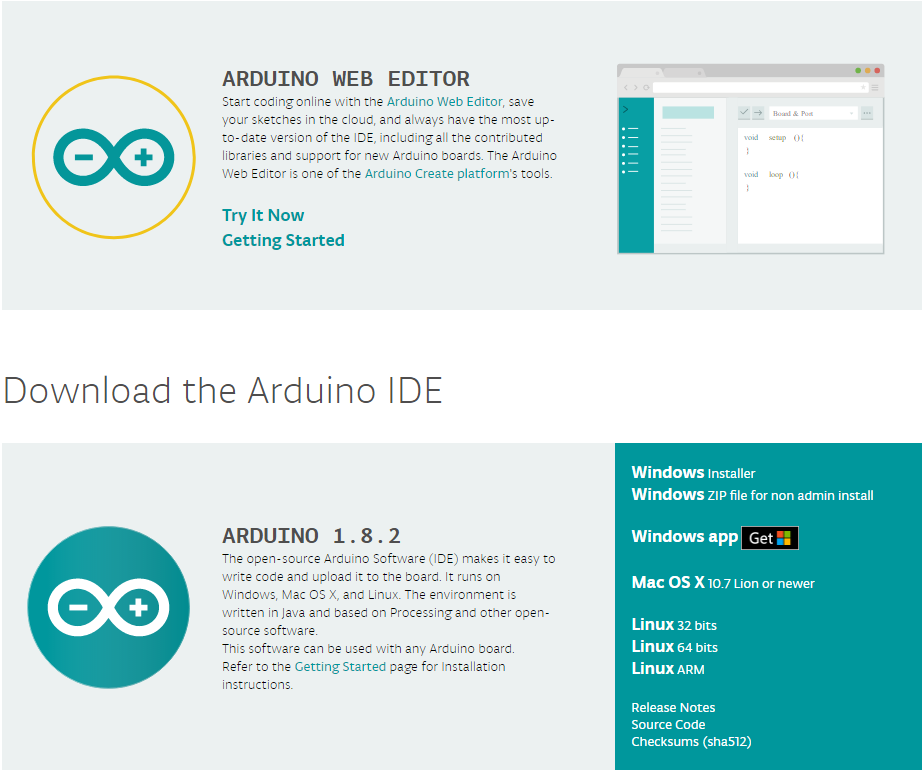 ARDUINO WEB EDITOR
Start coding online with the Arduino Web Editor, save
your sketches in the cloud, and always have the most up-
to-date version of the IDE, including all the contributed
libraries and support for new Arduino boards. The Arduino
Web Editor is one of the Arduino Create platform's tools.
Try It Now
Getting Started
Board & Post
void setup (){
}
void loop (){
}
Download the Arduino IDE
ARDUINO 1.8.2
The open-source Arduino Software (IDE) makes it easy to
write code and upload it to the board. It runs on
Windows, Mac OS X, and Linux. The environment is
written in Java and based on Processing and other open-
source software.
This software can be used with any Arduino board.
Refer to the Getting Started page for Installation
instructions.
Windows Installer
Windows ZIP file for non admin install
Windows app Get
Mac OS X 10.7 Lion or newer
Linux 32 bits
Linux 64 bits
Linux ARM
Release Notes
Source Code
Checksums (sha512)